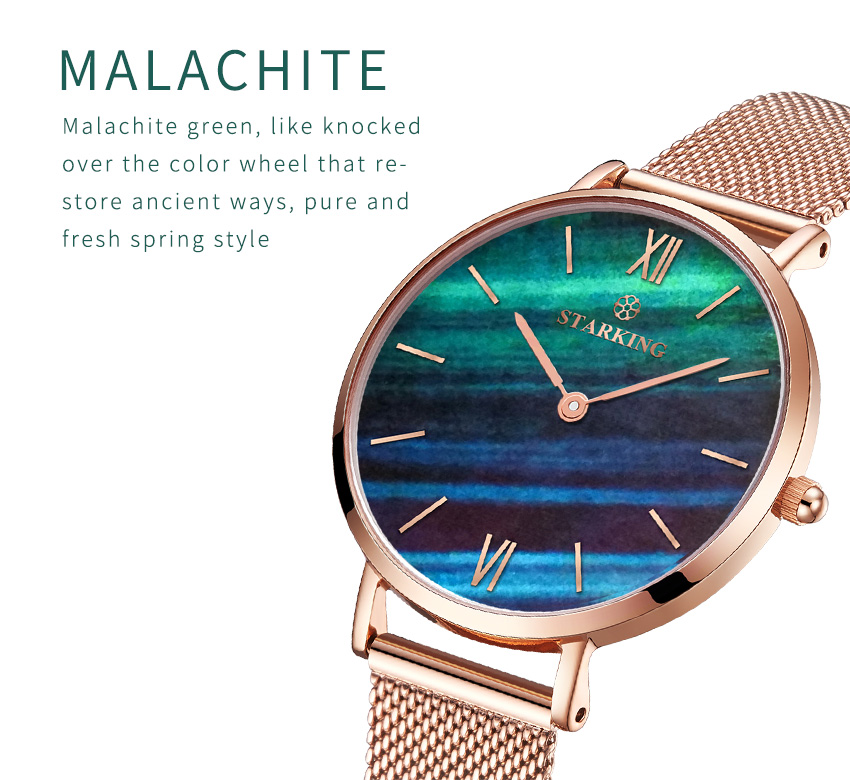 MALACHITE
Malachite green, like knocked
over the color wheel that re-
store ancient ways, pure and
fresh spring style
XII
STARKING
VI